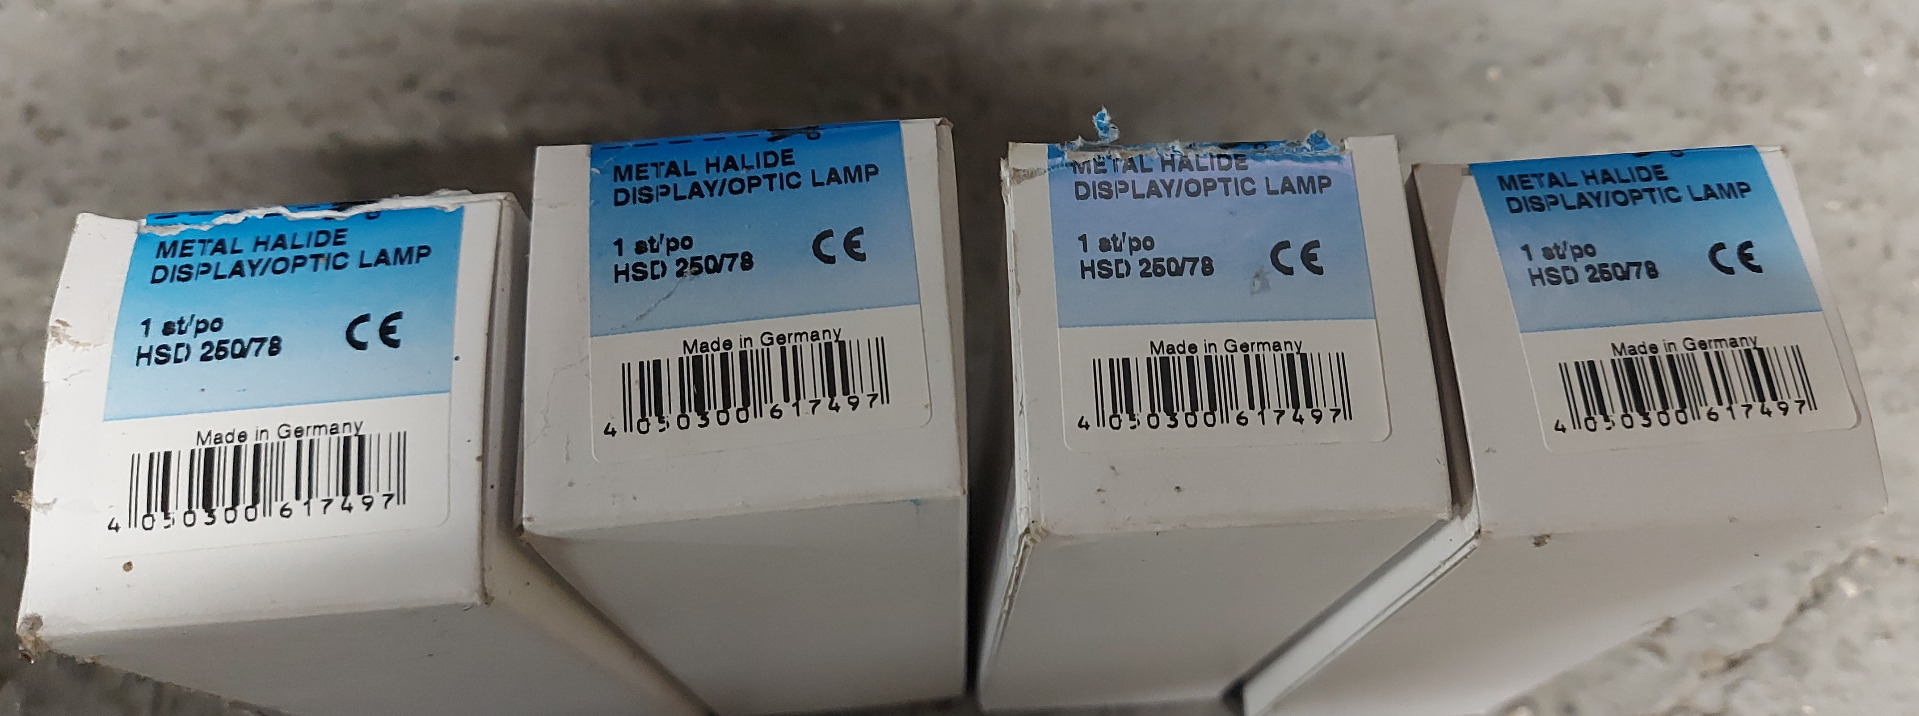 METAL HALIDE
DISPLAY/OPTIC LAMP
1 st/po
HSD 250/78
CE
Made in Germany
4 050300 617497
METAL HALIDE
DISPLAY/OPTIC LAMP
1 st/po
HSD 250/78
CE
Made in Germany
4 050300 617497
METAL HALIDE
DISPLAY/OPTIC LAMP
1 st/po
HSD 250/78
CE
Made in Germany
4 050300 617497
METAL HALIDE
DISPLAY/OPTIC LAMP
1 st/po
HSD 250/78
CE
Made in Germany
4 050300 617497